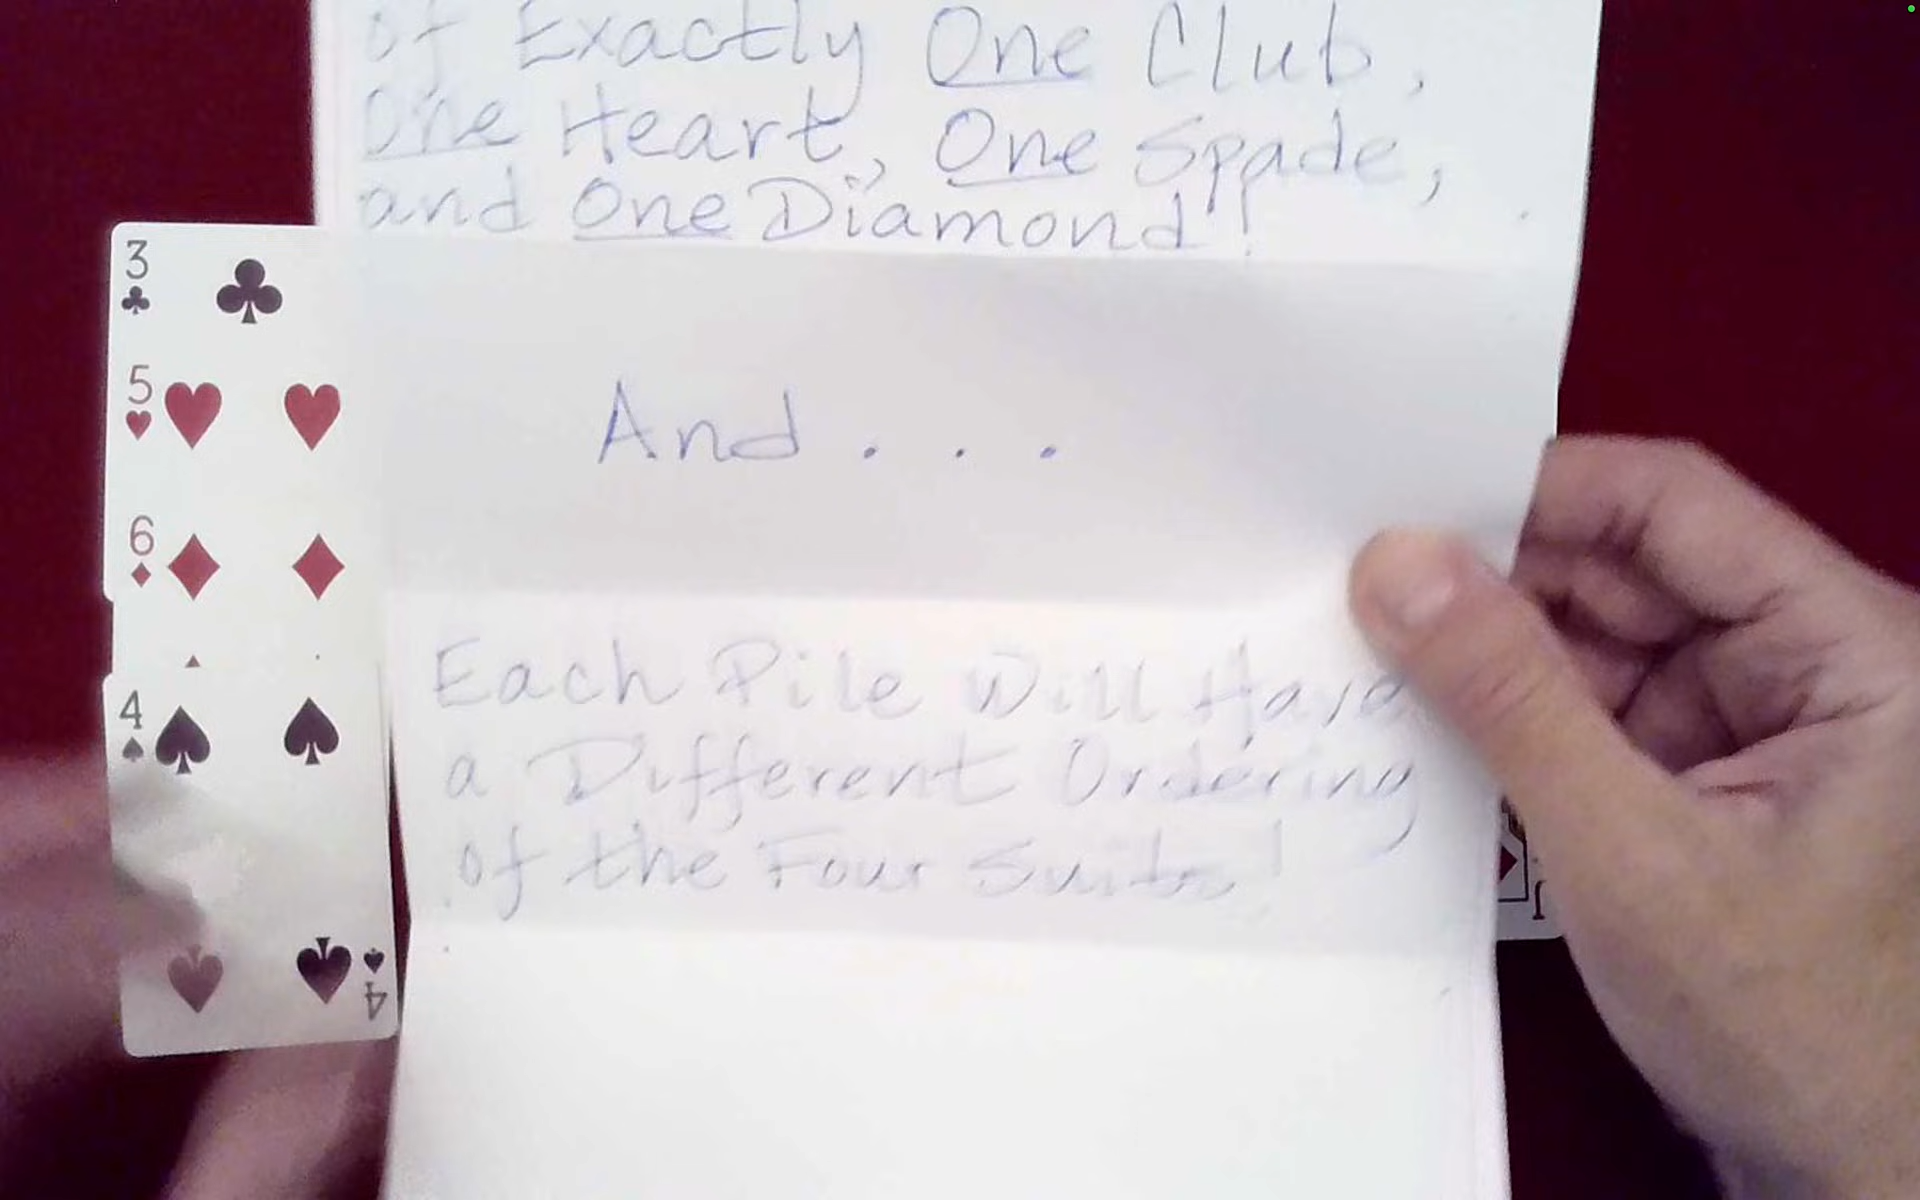 of Exactly One Club,
One Heart, One Spade,
and One Diamond!
3
5
And . . .
6
Each Pile Will Have
4
a Different Ordering
of the Four Suits!
4
J